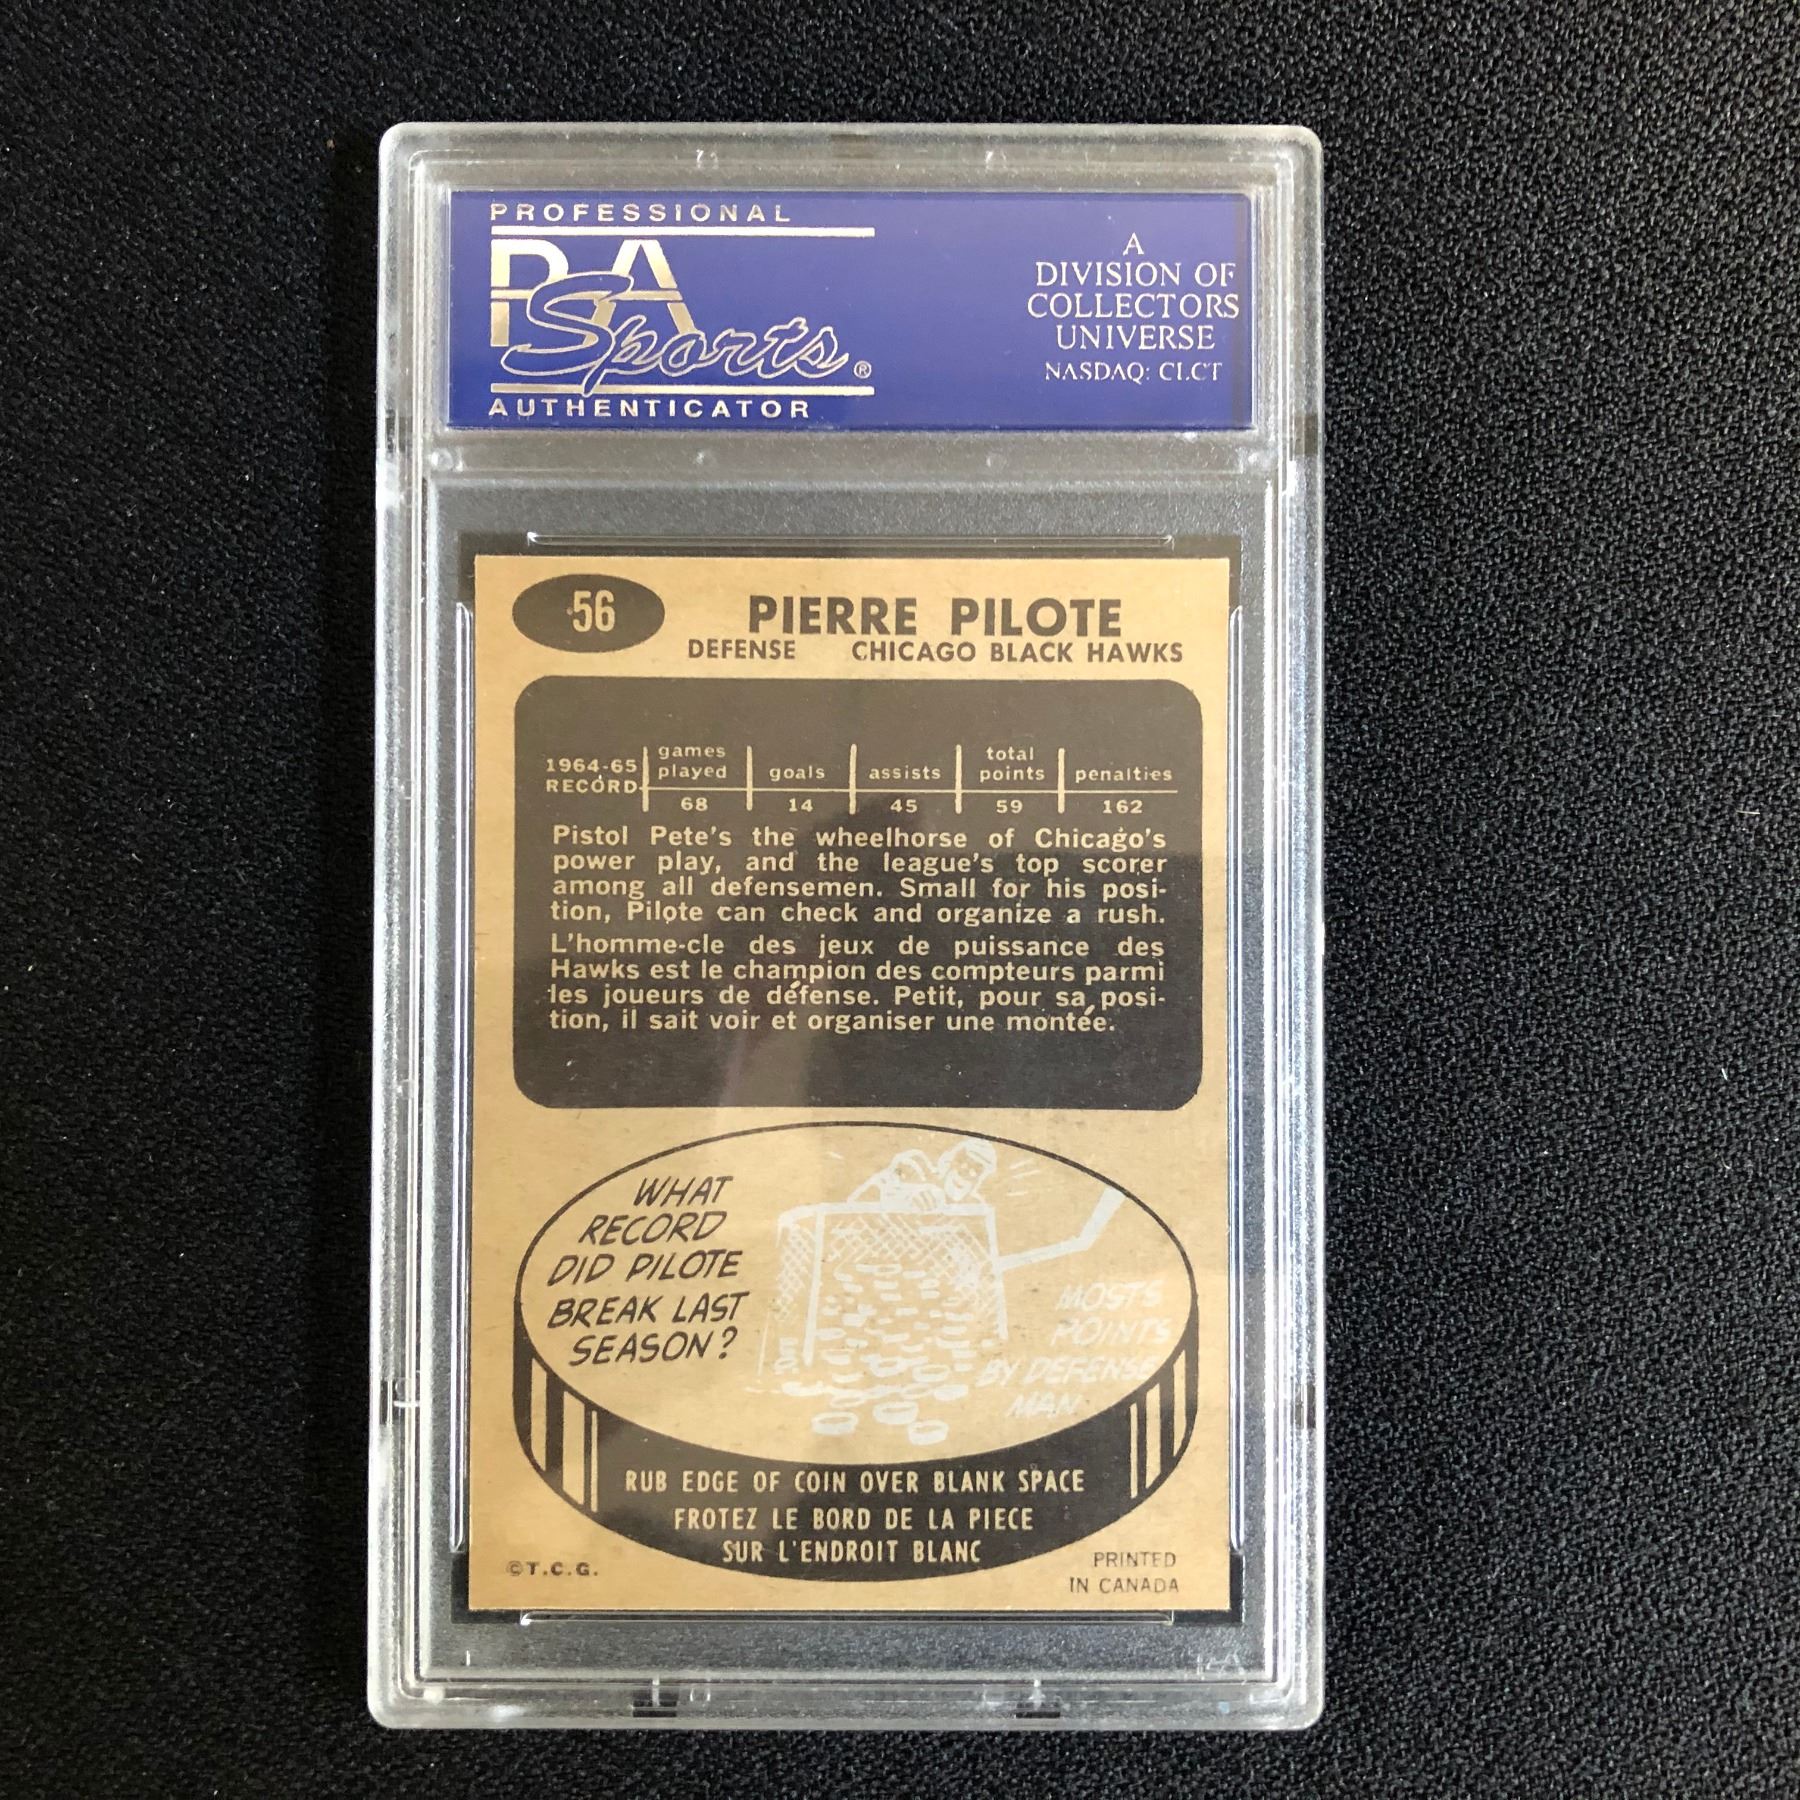 PROFESSIONAL
PSA
Sports®
AUTHENTICATOR
A
DIVISION OF
COLLECTORS
UNIVERSE
NASDAQ: CLCT
56
PIERRE PILOTE
DEFENSE CHICAGO BLACK HAWKS
1964-65 RECORD
games played goals assists total points penalties
68 14 45 59 162
Pistol Pete's the wheelhorse of Chicago's
power play, and the league's top scorer
among all defensemen. Small for his posi-
tion, Pilote can check and organize a rush.
L'homme-cle des jeux de puissance des
Hawks est le champion des compteurs parmi
les joueurs de défense. Petit, pour sa posi-
tion, il sait voir et organiser une montée.
WHAT
RECORD
DID PILOTE
BREAK LAST
SEASON?
MOSTS
POINTS
BY DEFENSE
MAN
RUB EDGE OF COIN OVER BLANK SPACE
FROTEZ LE BORD DE LA PIECE
SUR L'ENDROIT BLANC
©T.C.G.
PRINTED
IN CANADA